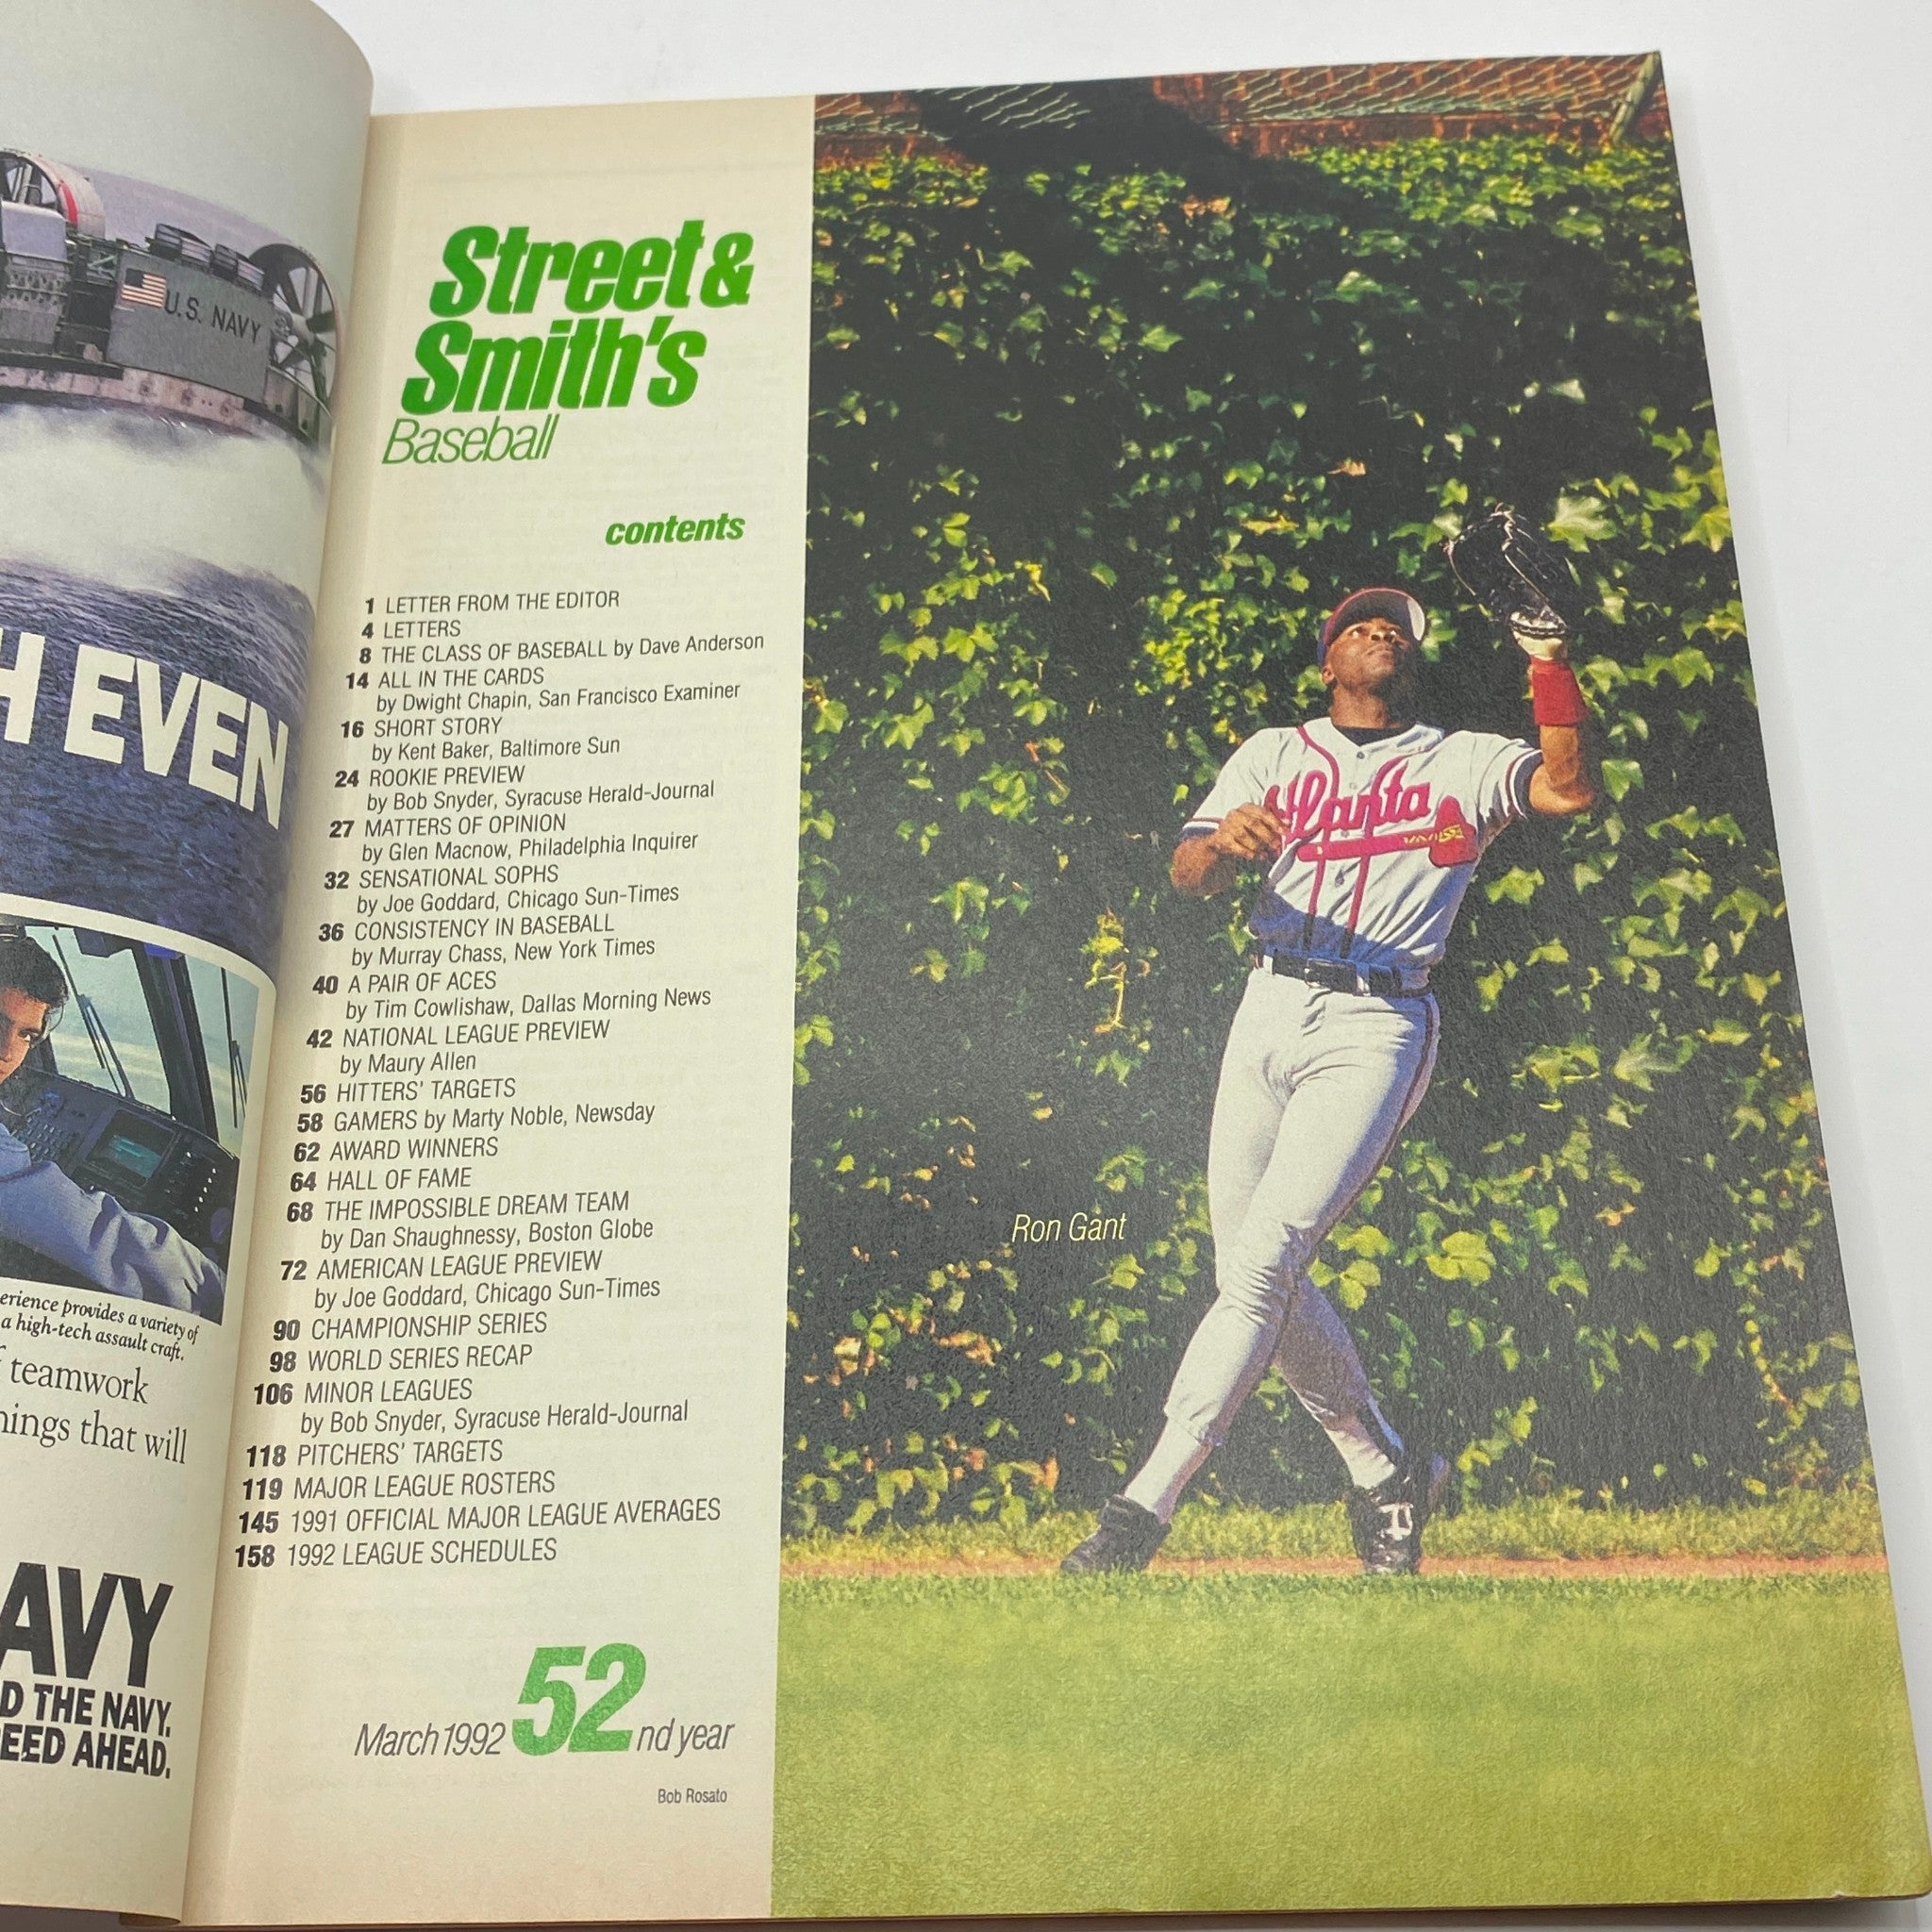 U.S. NAVY
EVEN
erience provides a variety of
a high-tech assault craft.
teamwork
that will
THE NAVY.
AHEAD.
Street &
Smith's
Baseball
contents
1 LETTER FROM THE EDITOR
4 LETTERS
8 THE CLASS OF BASEBALL by Dave Anderson
14 ALL IN THE CARDS
by Dwight Chapin, San Francisco Examiner
16 SHORT STORY
by Kent Baker, Baltimore Sun
24 ROOKIE PREVIEW
by Bob Snyder, Syracuse Herald-Journal
27 MATTERS OF OPINION
by Glen Macnow, Philadelphia Inquirer
32 SENSATIONAL SOPHS
by Joe Goddard, Chicago Sun-Times
36 CONSISTENCY IN BASEBALL
by Murray Chass, New York Times
40 A PAIR OF ACES
by Tim Cowlishaw, Dallas Morning News
42 NATIONAL LEAGUE PREVIEW
by Maury Allen
56 HITTERS' TARGETS
58 GAMERS by Marty Noble, Newsday
62 AWARD WINNERS
64 HALL OF FAME
68 THE IMPOSSIBLE DREAM TEAM
by Dan Shaughnessy, Boston Globe
72 AMERICAN LEAGUE PREVIEW
by Joe Goddard, Chicago Sun-Times
90 CHAMPIONSHIP SERIES
98 WORLD SERIES RECAP
106 MINOR LEAGUES
by Bob Snyder, Syracuse Herald-Journal
118 PITCHERS' TARGETS
119 MAJOR LEAGUE ROSTERS
145 1991 OFFICIAL MAJOR LEAGUE AVERAGES
158 1992 LEAGUE SCHEDULES
March 1992 52nd year
Bob Rosato
Atlanta
Ron Gant